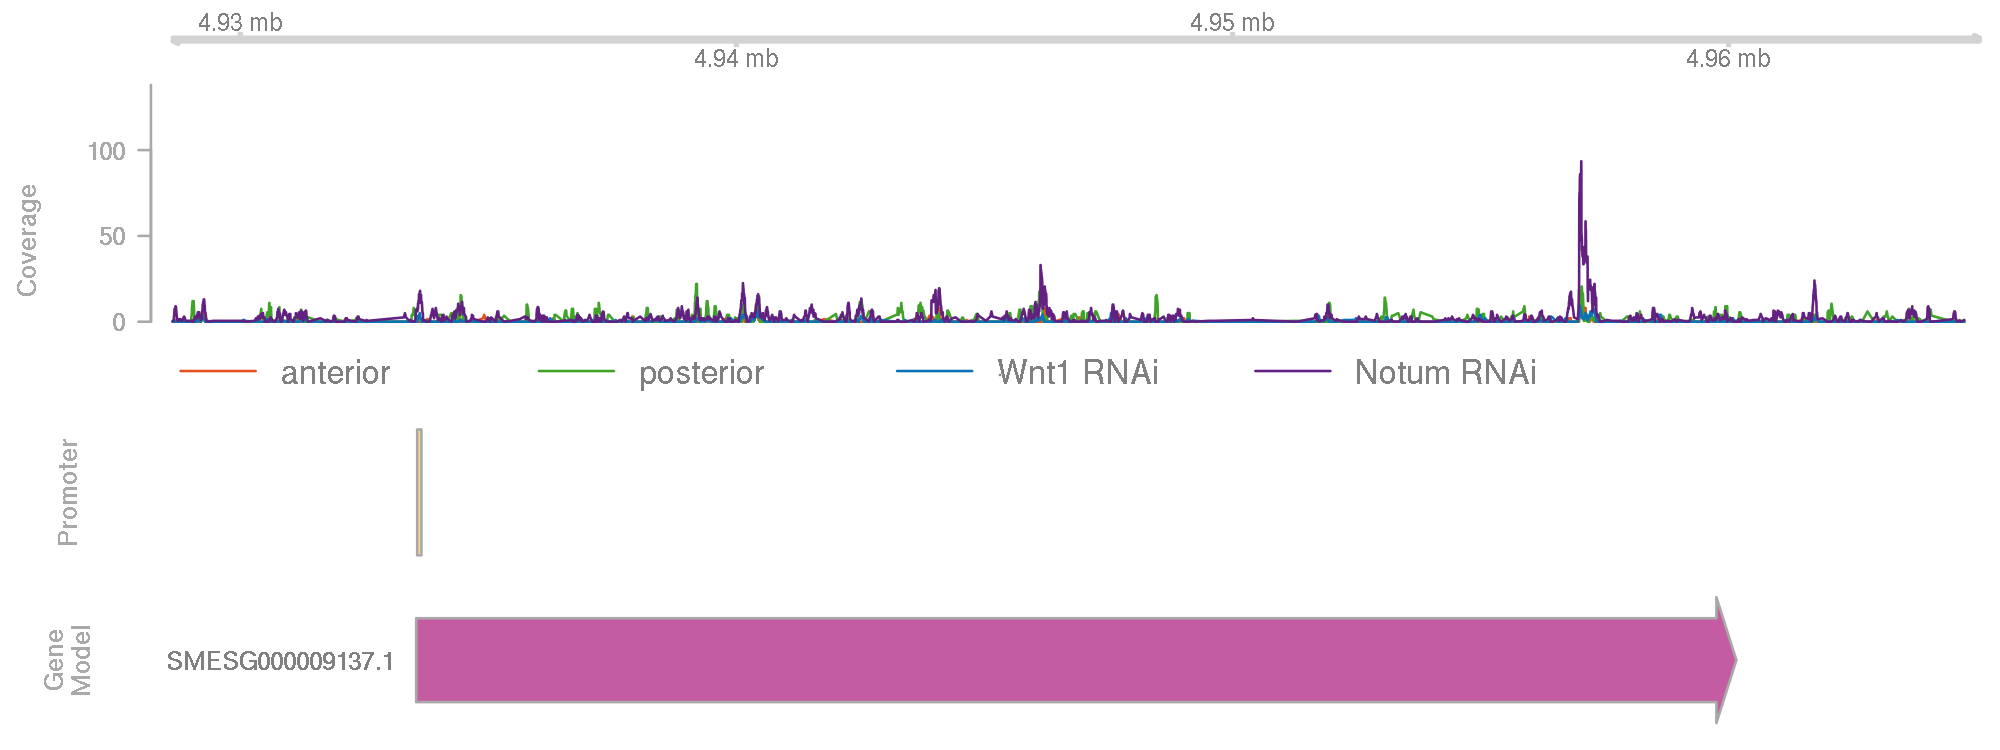 4.93 mb
4.95 mb
4.94 mb
4.96 mb
Coverage
100
50
0
anterior
posterior
Wnt1 RNAi
Notum RNAi
Promoter
Gene
Model
SMESG000009137.1